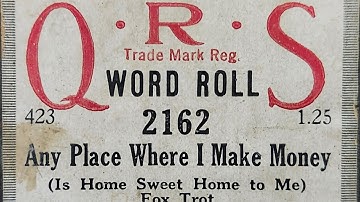 Q·R·S
Trade Mark Reg.
WORD ROLL
423 2162 1.25
Any Place Where I Make Money
(Is Home Sweet Home to Me)
Fox Trot